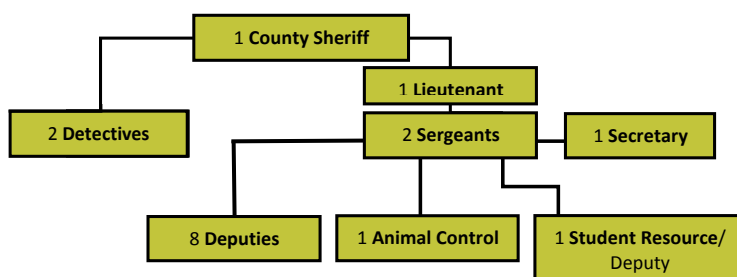 1 County Sheriff
1 Lieutenant
2 Detectives
2 Sergeants
1 Secretary
8 Deputies
1 Animal Control
1 Student Resource/
Deputy